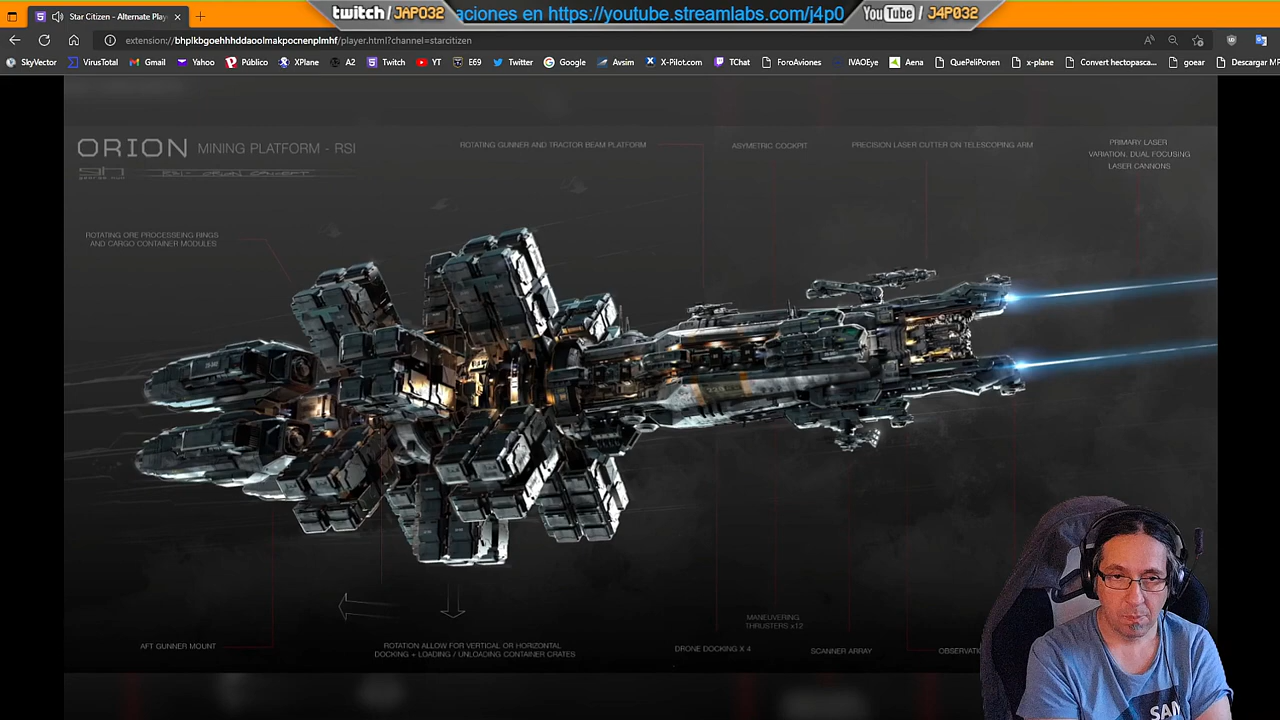 Star Citizen - Alternate Play
twitch/JAP032
aciones en https://youtube.streamlabs.com/j4p0
YouTube / J4P032
extension://bhplkbgoehhhddaoolmakpocnenplmhf/player.html?channel=starcitizen
SkyVector VirusTotal Gmail Yahoo Público XPlane A2 Twitch YT E69 Twitter Google Avsim X-Pilot.com TChat ForoAviones IVAOEye Aena QuePeliPonen x-plane Convert hectopasca... goear Descargar MP
ORION MINING PLATFORM - RSI
ROTATING GUNNER AND TRACTOR BEAM PLATFORM
ASYMETRIC COCKPIT
PRECISION LASER CUTTER ON TELESCOPING ARM
PRIMARY LASER
VARIATION, DUAL FOCUSING
LASER CANNONS
ROTATING ORE PROCESSEING RINGS
AND CARGO CONTAINER MODULES
AFT GUNNER MOUNT
ROTATION ALLOW FOR VERTICAL OR HORIZONTAL
DOCKING + LOADING / UNLOADING CONTAINER CRATES
DRONE DOCKING X 4
MANEUVERING
THRUSTERS x12
SCANNER ARRAY
OBSERVATI
SAN